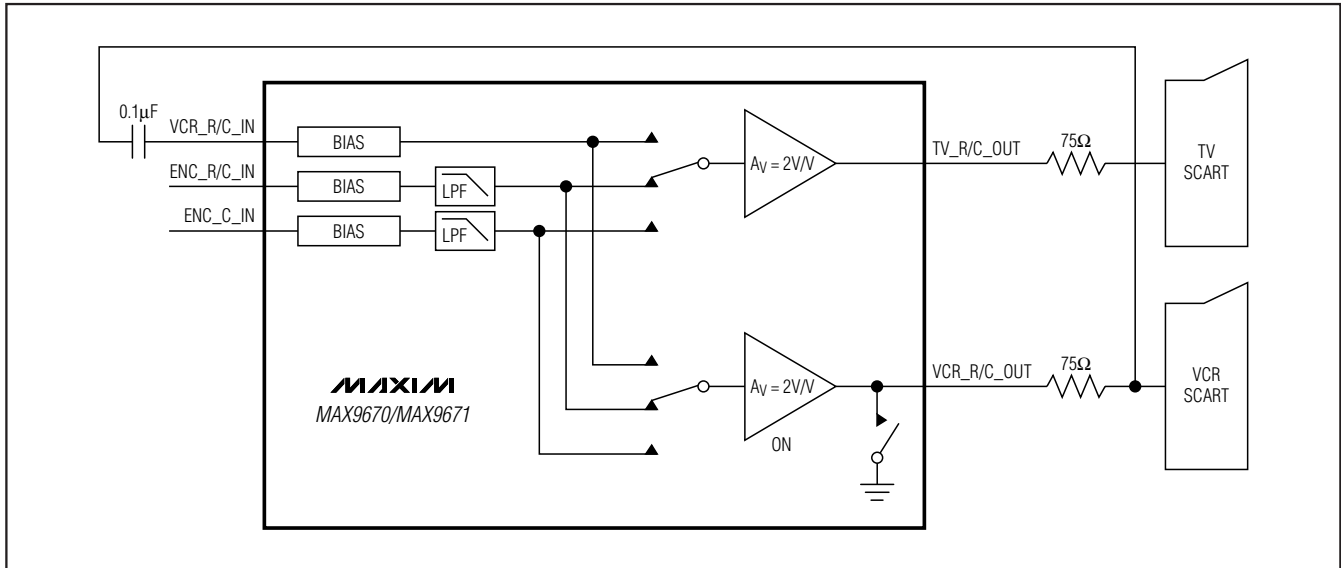 0.1µF
VCR_R/C_IN
BIAS
ENC_R/C_IN
BIAS
LPF
ENC_C_IN
BIAS
LPF
AV = 2V/V
TV_R/C_OUT
75Ω
TV
SCART
MAXIM
MAX9670/MAX9671
AV = 2V/V
ON
VCR_R/C_OUT
75Ω
VCR
SCART